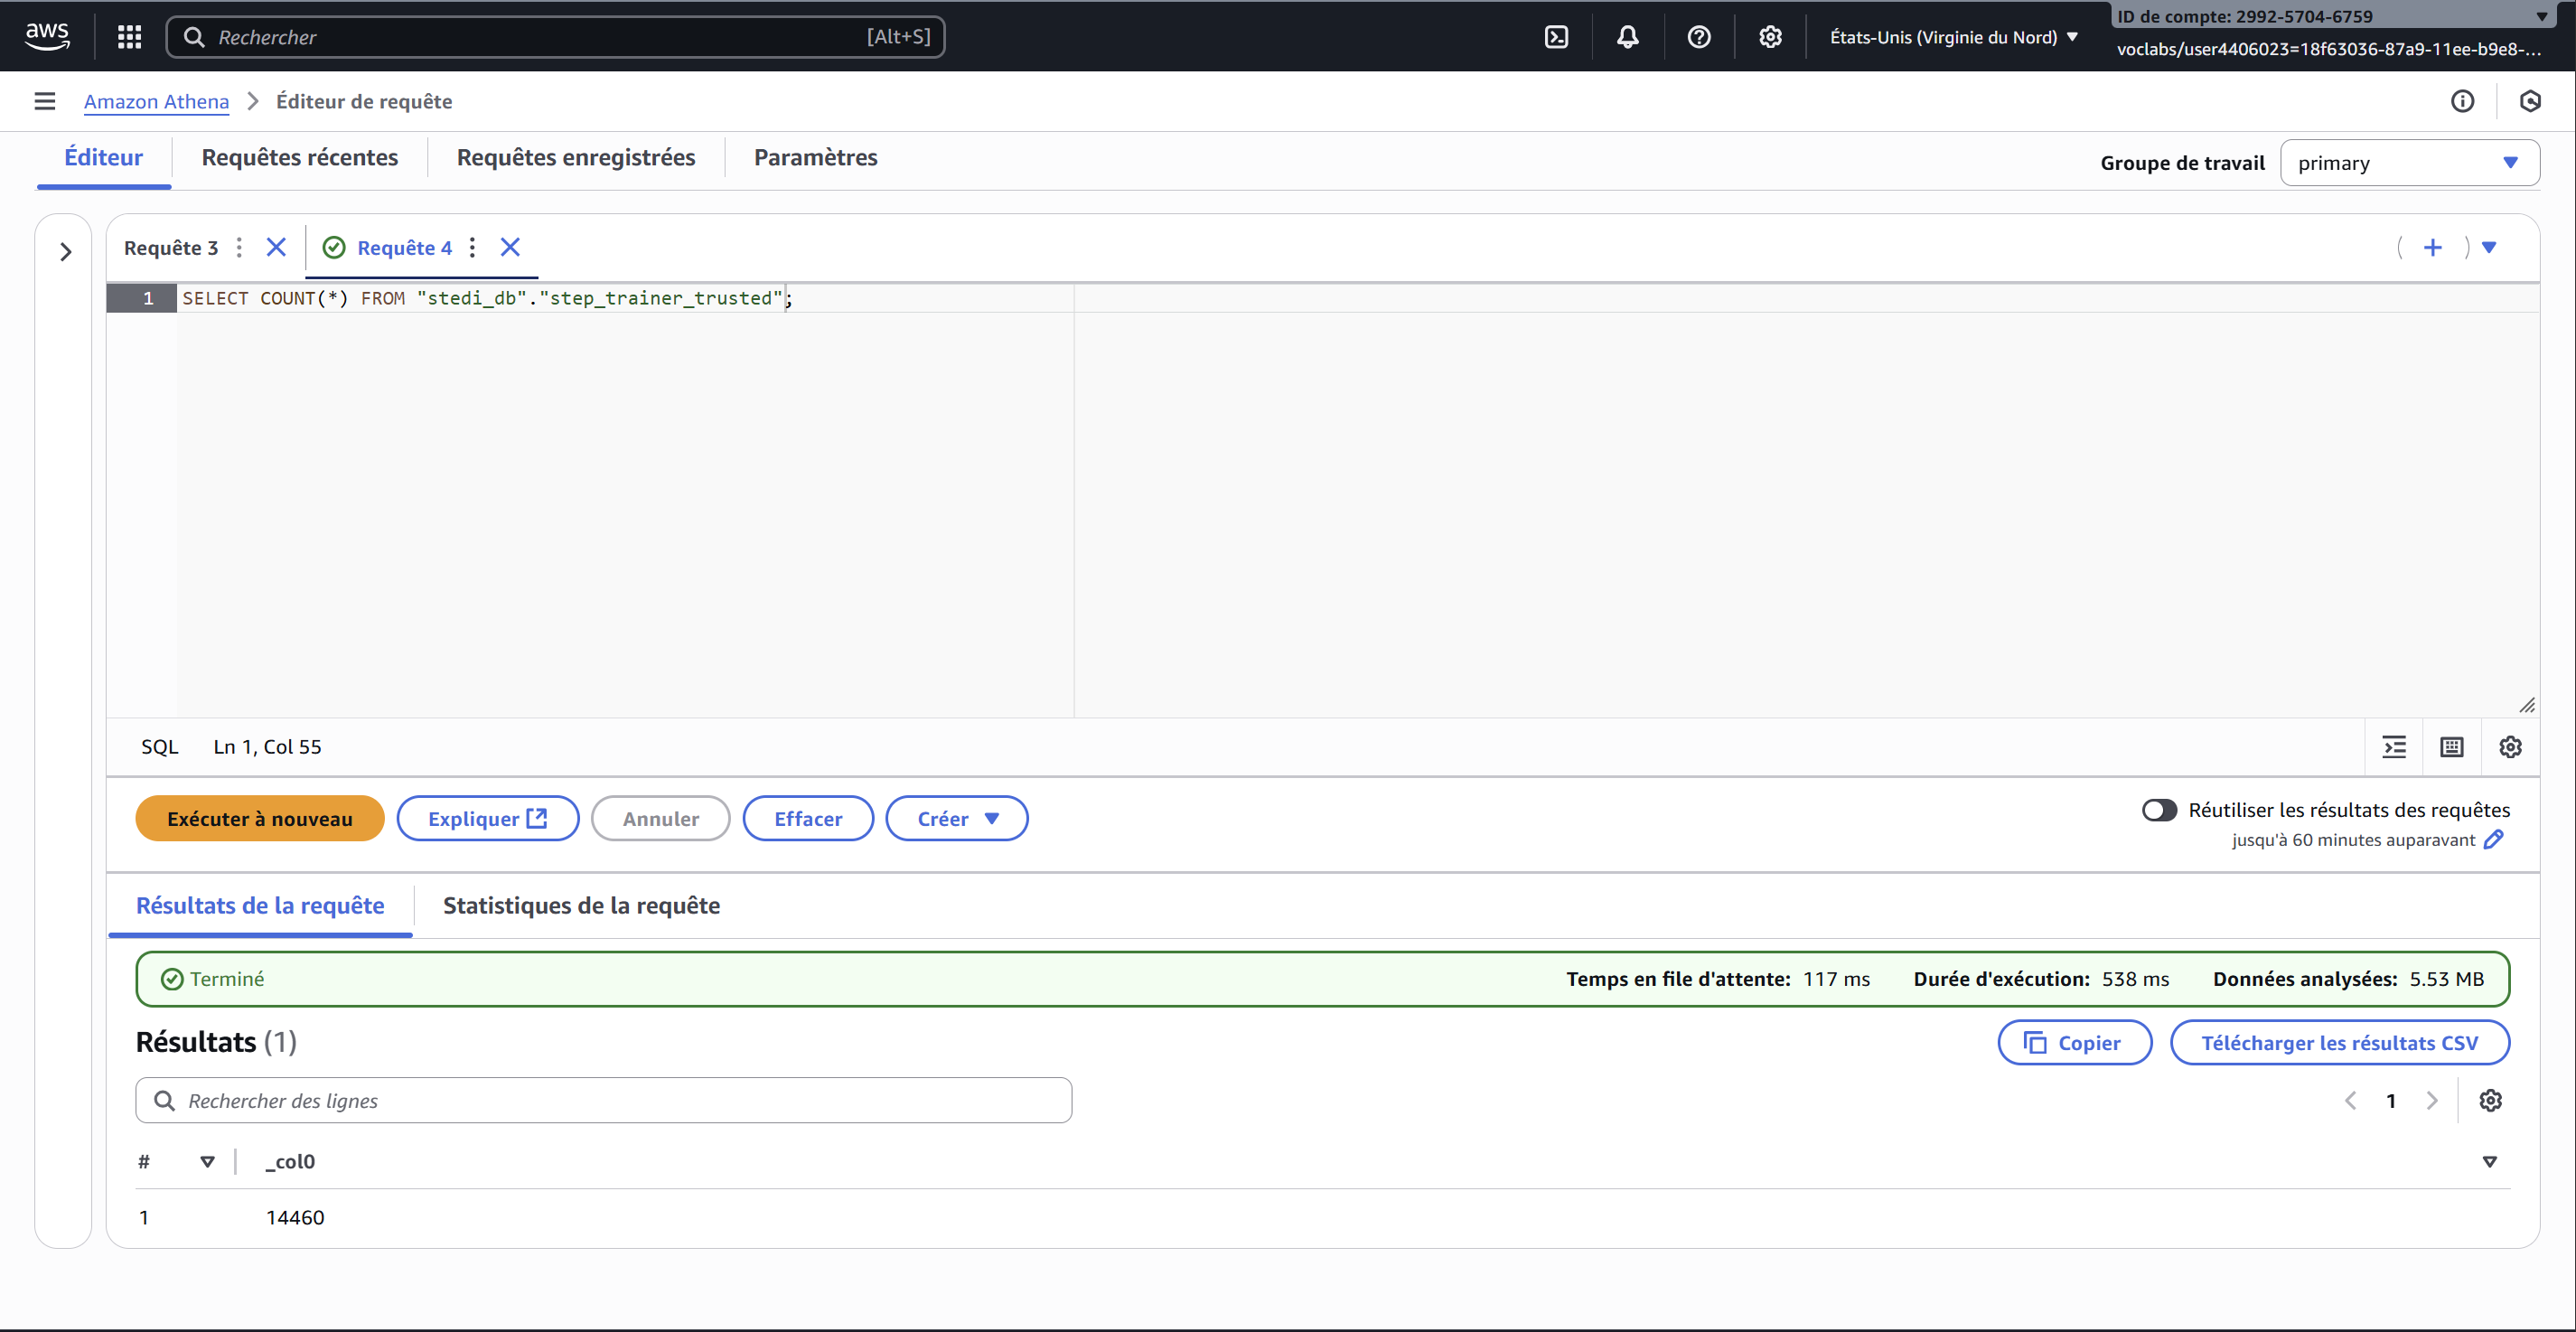 aws
Rechercher
[Alt+S]
États-Unis (Virginie du Nord)
ID de compte: 2992-5704-6759
voclabs/user4406023=18f63036-87a9-11ee-b9e8-...
Amazon Athena
Éditeur de requête
Éditeur
Requêtes récentes
Requêtes enregistrées
Paramètres
Groupe de travail
primary
Requête 3
Requête 4
1
SELECT COUNT(*) FROM "stedi_db"."step_trainer_trusted";
SQL
Ln 1, Col 55
Exécuter à nouveau
Expliquer
Annuler
Effacer
Créer
Réutiliser les résultats des requêtes
jusqu'à 60 minutes auparavant
Résultats de la requête
Statistiques de la requête
Terminé
Temps en file d'attente: 117 ms
Durée d'exécution: 538 ms
Données analysées: 5.53 MB
Résultats (1)
Copier
Télécharger les résultats CSV
Rechercher des lignes
1
#
_col0
1
14460